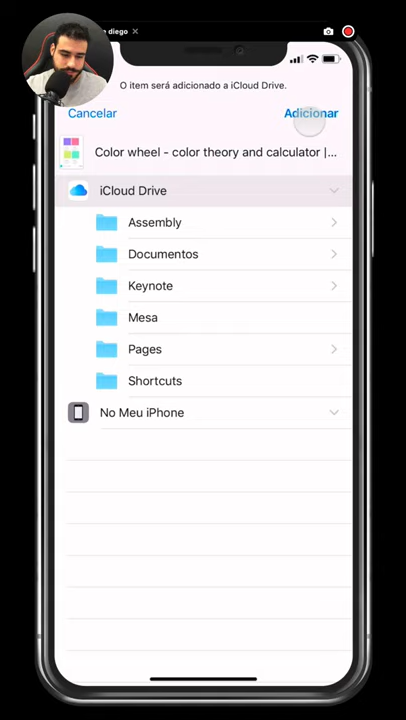 diego
O item será adicionado a iCloud Drive.
Cancelar
Adicionar
Color wheel - color theory and calculator |...
iCloud Drive
Assembly
Documentos
Keynote
Mesa
Pages
Shortcuts
No Meu iPhone